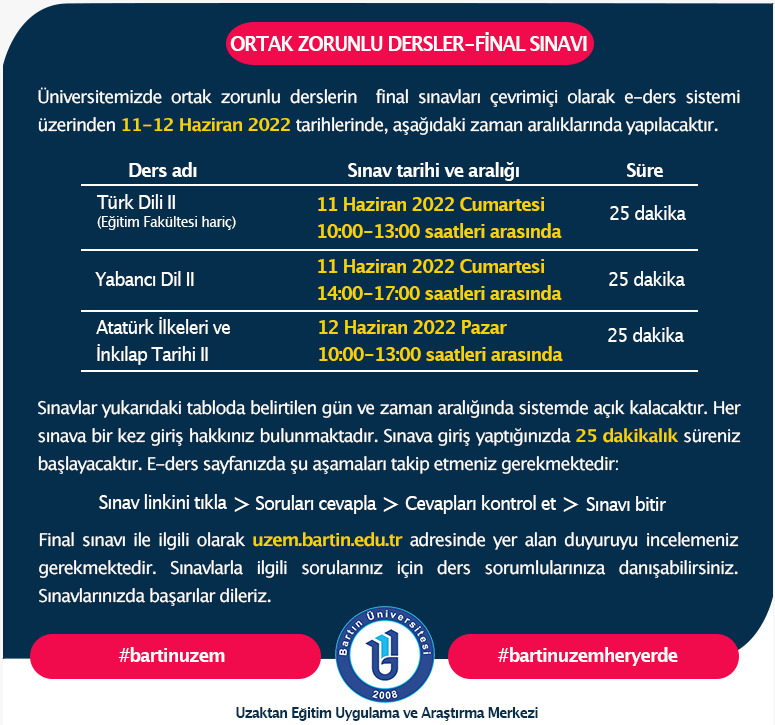 ORTAK ZORUNLU DERSLER-FİNAL SINAVI
Üniversitemizde ortak zorunlu derslerin final sınavları çevrimiçi olarak e-ders sistemi
üzerinden 11-12 Haziran 2022 tarihlerinde, aşağıdaki zaman aralıklarında yapılacaktır.
Ders adı Sınav tarihi ve aralığı Süre
Türk Dili II
(Eğitim Fakültesi hariç)
11 Haziran 2022 Cumartesi
10:00-13:00 saatleri arasında
25 dakika
Yabancı Dil II
11 Haziran 2022 Cumartesi
14:00-17:00 saatleri arasında
25 dakika
Atatürk İlkeleri ve
İnkılap Tarihi II
12 Haziran 2022 Pazar
10:00-13:00 saatleri arasında
25 dakika
Sınavlar yukarıdaki tabloda belirtilen gün ve zaman aralığında sistemde açık kalacaktır. Her
sınava bir kez giriş hakkınız bulunmaktadır. Sınava giriş yaptığınızda 25 dakikalık süreniz
başlayacaktır. E-ders sayfanızda şu aşamaları takip etmeniz gerekmektedir:
Sınav linkini tıkla > Soruları cevapla > Cevapları kontrol et > Sınavı bitir
Final sınavı ile ilgili olarak uzem.bartin.edu.tr adresinde yer alan duyuruyu incelemeniz
gerekmektedir. Sınavlarla ilgili sorularınız için ders sorumlularınıza danışabilirsiniz.
Sınavlarınızda başarılar dileriz.
#bartinuzem
Bartın Üniversitesi
2008
#bartinuzemheryerde
Uzaktan Eğitim Uygulama ve Araştırma Merkezi